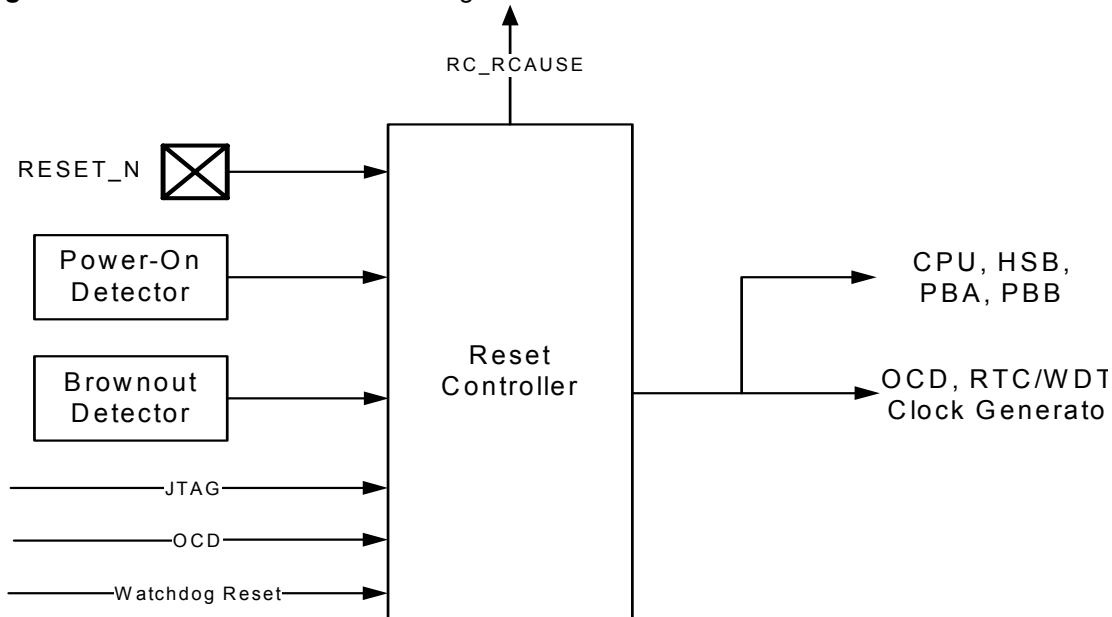 RC_RCAUSE
RESET_N
Power-On
Detector
Brownout
Detector
JTAG
OCD
Watchdog Reset
Reset
Controller
CPU, HSB,
PBA, PBB
OCD, RTC/WDT
Clock Generato